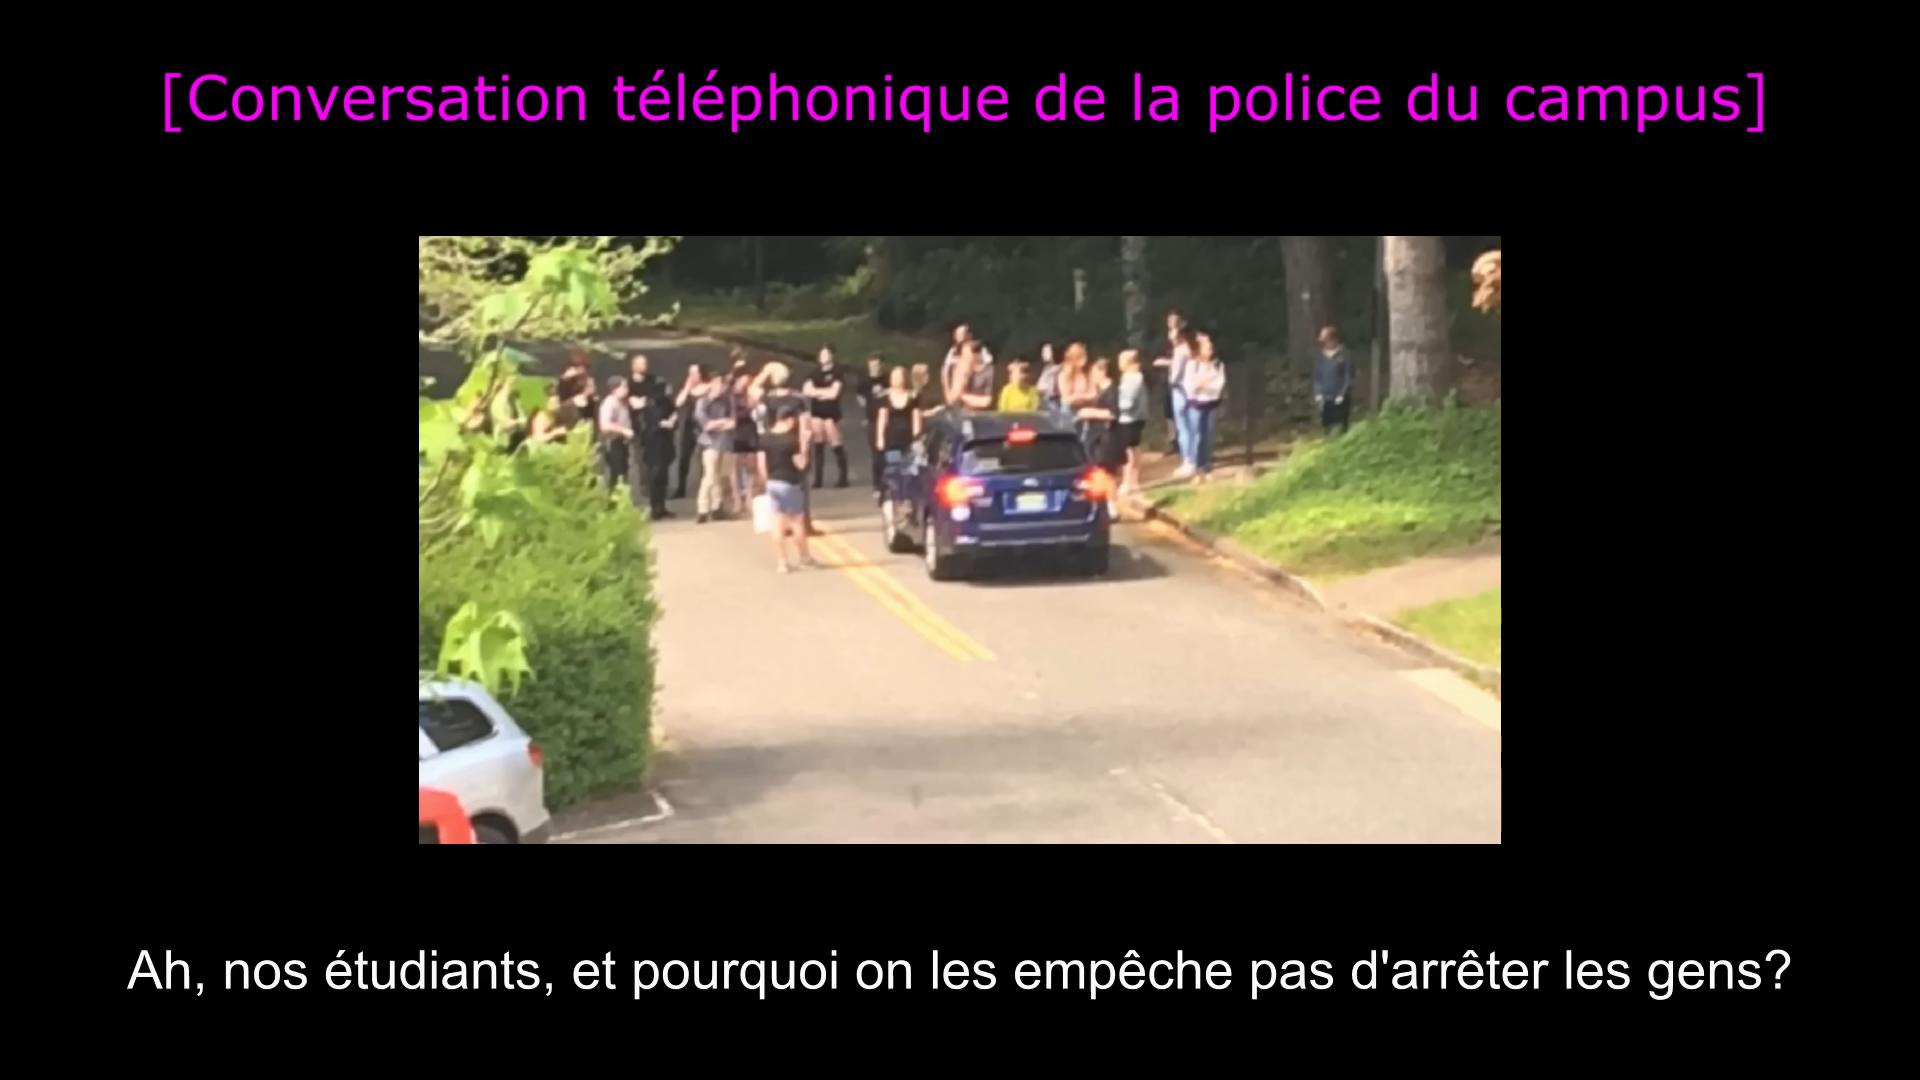 [Conversation téléphonique de la police du campus]
Ah, nos étudiants, et pourquoi on les empêche pas d'arrêter les gens?